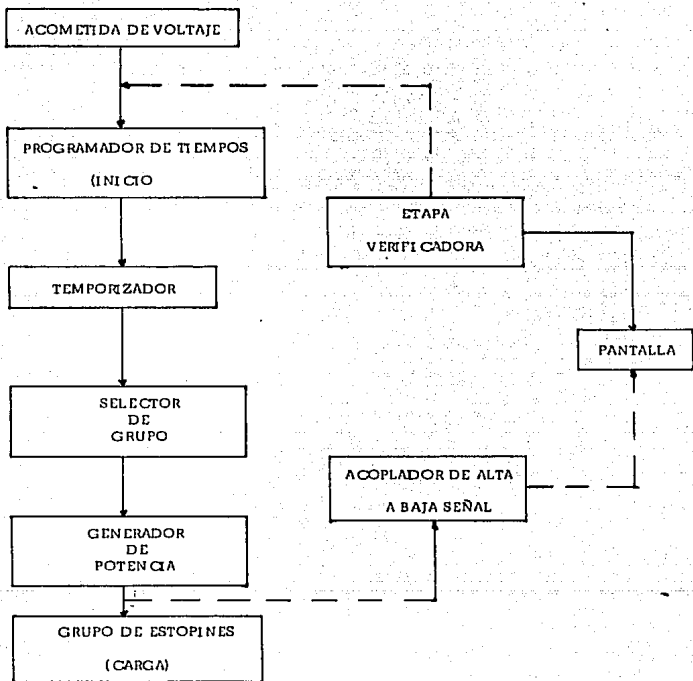 ACOMETIDA DE VOLTAJE
PROGRAMADOR DE TIEMPOS
(INICIO
TEMPORIZADOR
SELECTOR
DE
GRUPO
GENERADOR
DE
POTENCIA
GRUPO DE ESTOPINES
(CARGA)
ETAPA
VERIFICADORA
PANTALLA
ACOPLADOR DE ALTA
A BAJA SEÑAL